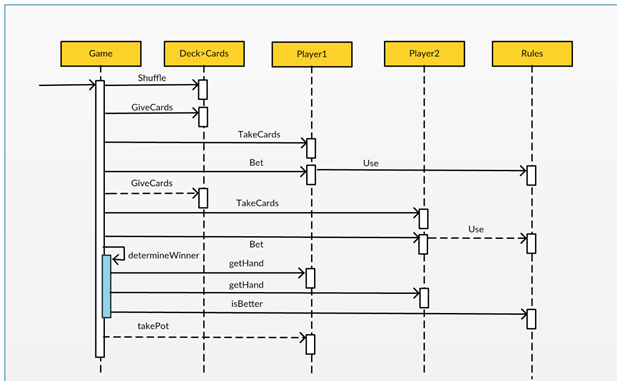 Game
Deck>Cards
Player1
Player2
Rules
Shuffle
GiveCards
TakeCards
Bet
Use
GiveCards
TakeCards
Use
Bet
determineWinner
getHand
getHand
isBetter
takePot